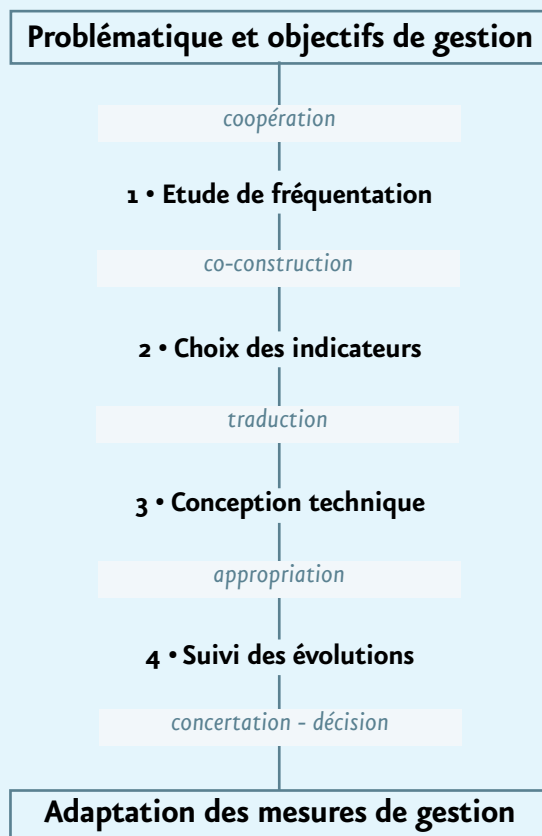 Problématique et objectifs de gestion
coopération
1 • Etude de fréquentation
co-construction
2 • Choix des indicateurs
traduction
3 • Conception technique
appropriation
4 • Suivi des évolutions
concertation - décision
Adaptation des mesures de gestion